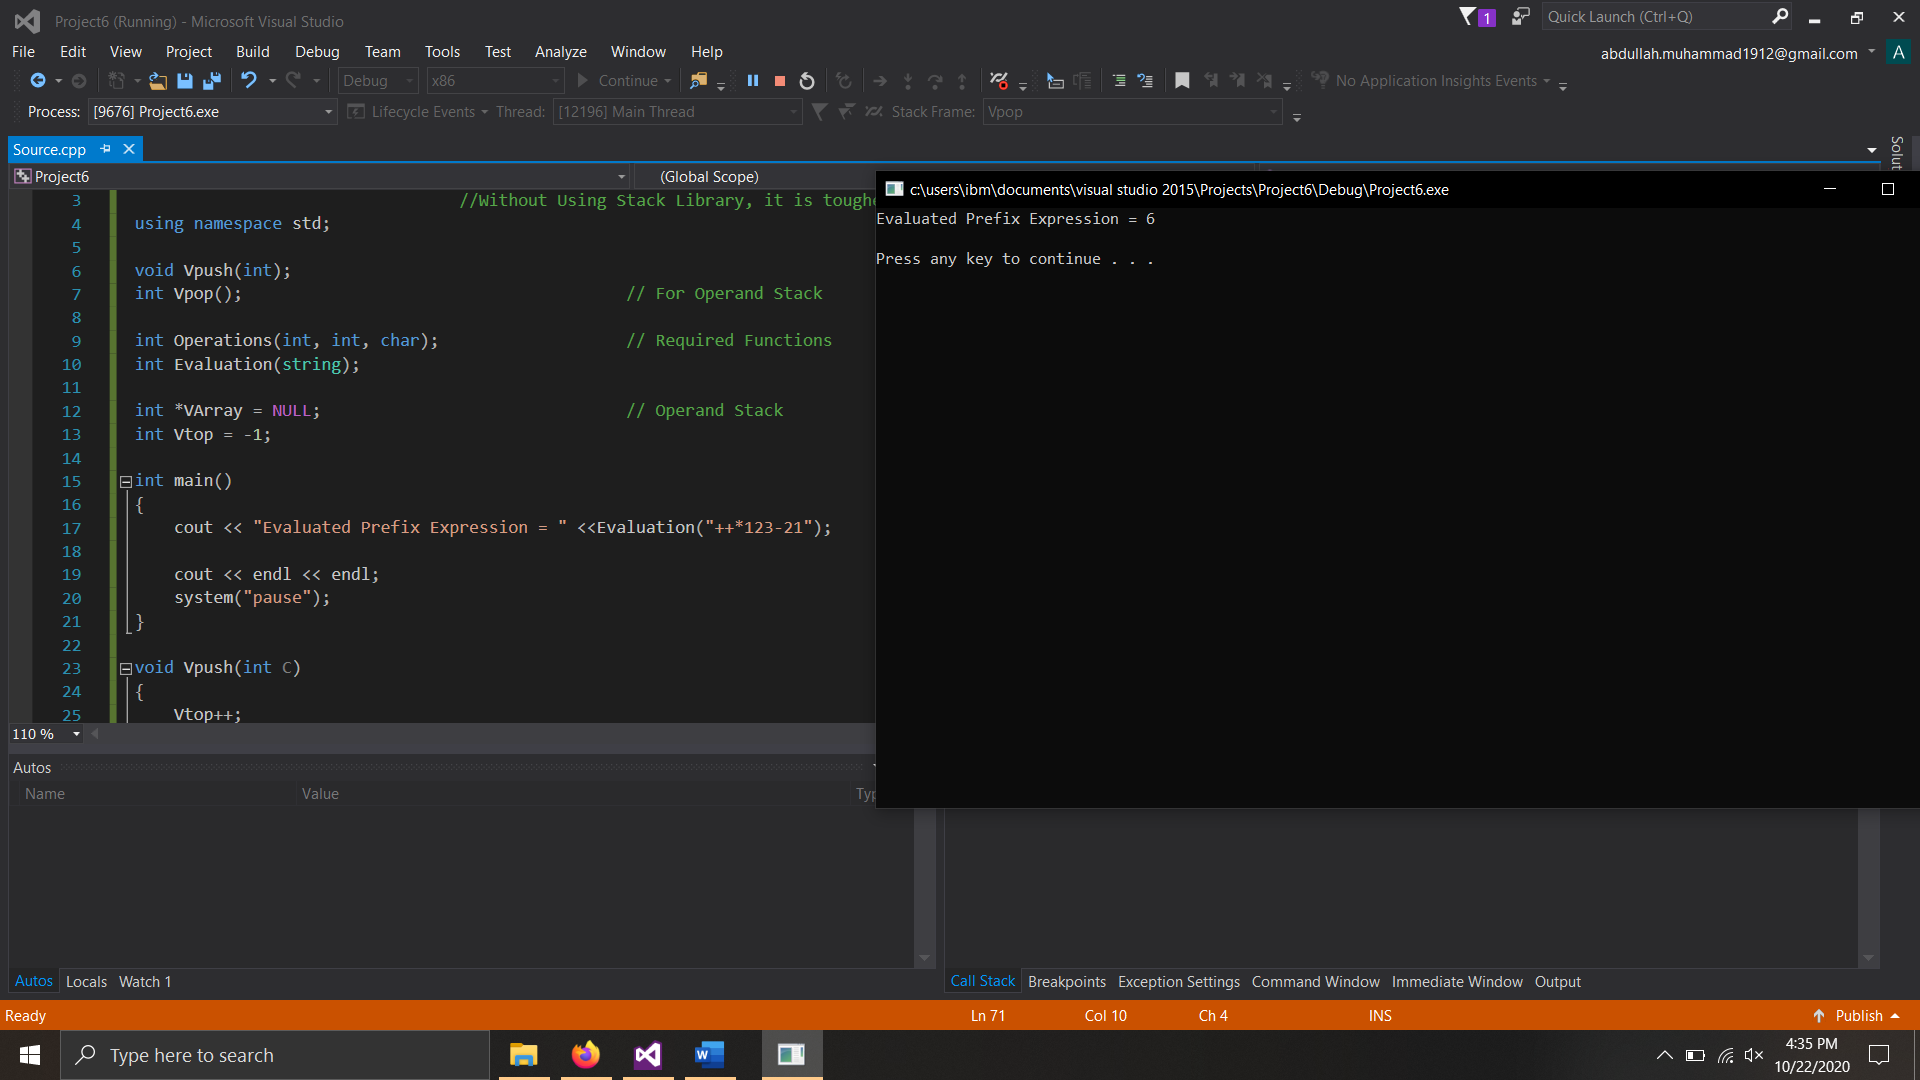 Project6 (Running) - Microsoft Visual Studio
1
Quick Launch (Ctrl+Q)
File Edit View Project Build Debug Team Tools Test Analyze Window Help
abdullah.muhammad1912@gmail.com A
Debug x86 Continue No Application Insights Events
Process: [9676] Project6.exe Lifecycle Events Thread: [12196] Main Thread Stack Frame: Vpop
Source.cpp
Solut
Project6 (Global Scope)
c:\users\ibm\documents\visual studio 2015\Projects\Project6\Debug\Project6.exe
Evaluated Prefix Expression = 6
Press any key to continue . . .
3 //Without Using Stack Library, it is toughe
4 using namespace std;
5
6 void Vpush(int);
7 int Vpop(); // For Operand Stack
8
9 int Operations(int, int, char); // Required Functions
10 int Evaluation(string);
11
12 int *VArray = NULL; // Operand Stack
13 int Vtop = -1;
14
15 int main()
16 {
17 cout << "Evaluated Prefix Expression = " <<Evaluation("++*123-21");
18
19 cout << endl << endl;
20 system("pause");
21 }
22
23 void Vpush(int C)
24 {
25 Vtop++;
110 %
Autos
Name Value Typ
Autos Locals Watch 1
Call Stack Breakpoints Exception Settings Command Window Immediate Window Output
Ready Ln 71 Col 10 Ch 4 INS Publish
Type here to search
4:35 PM
10/22/2020